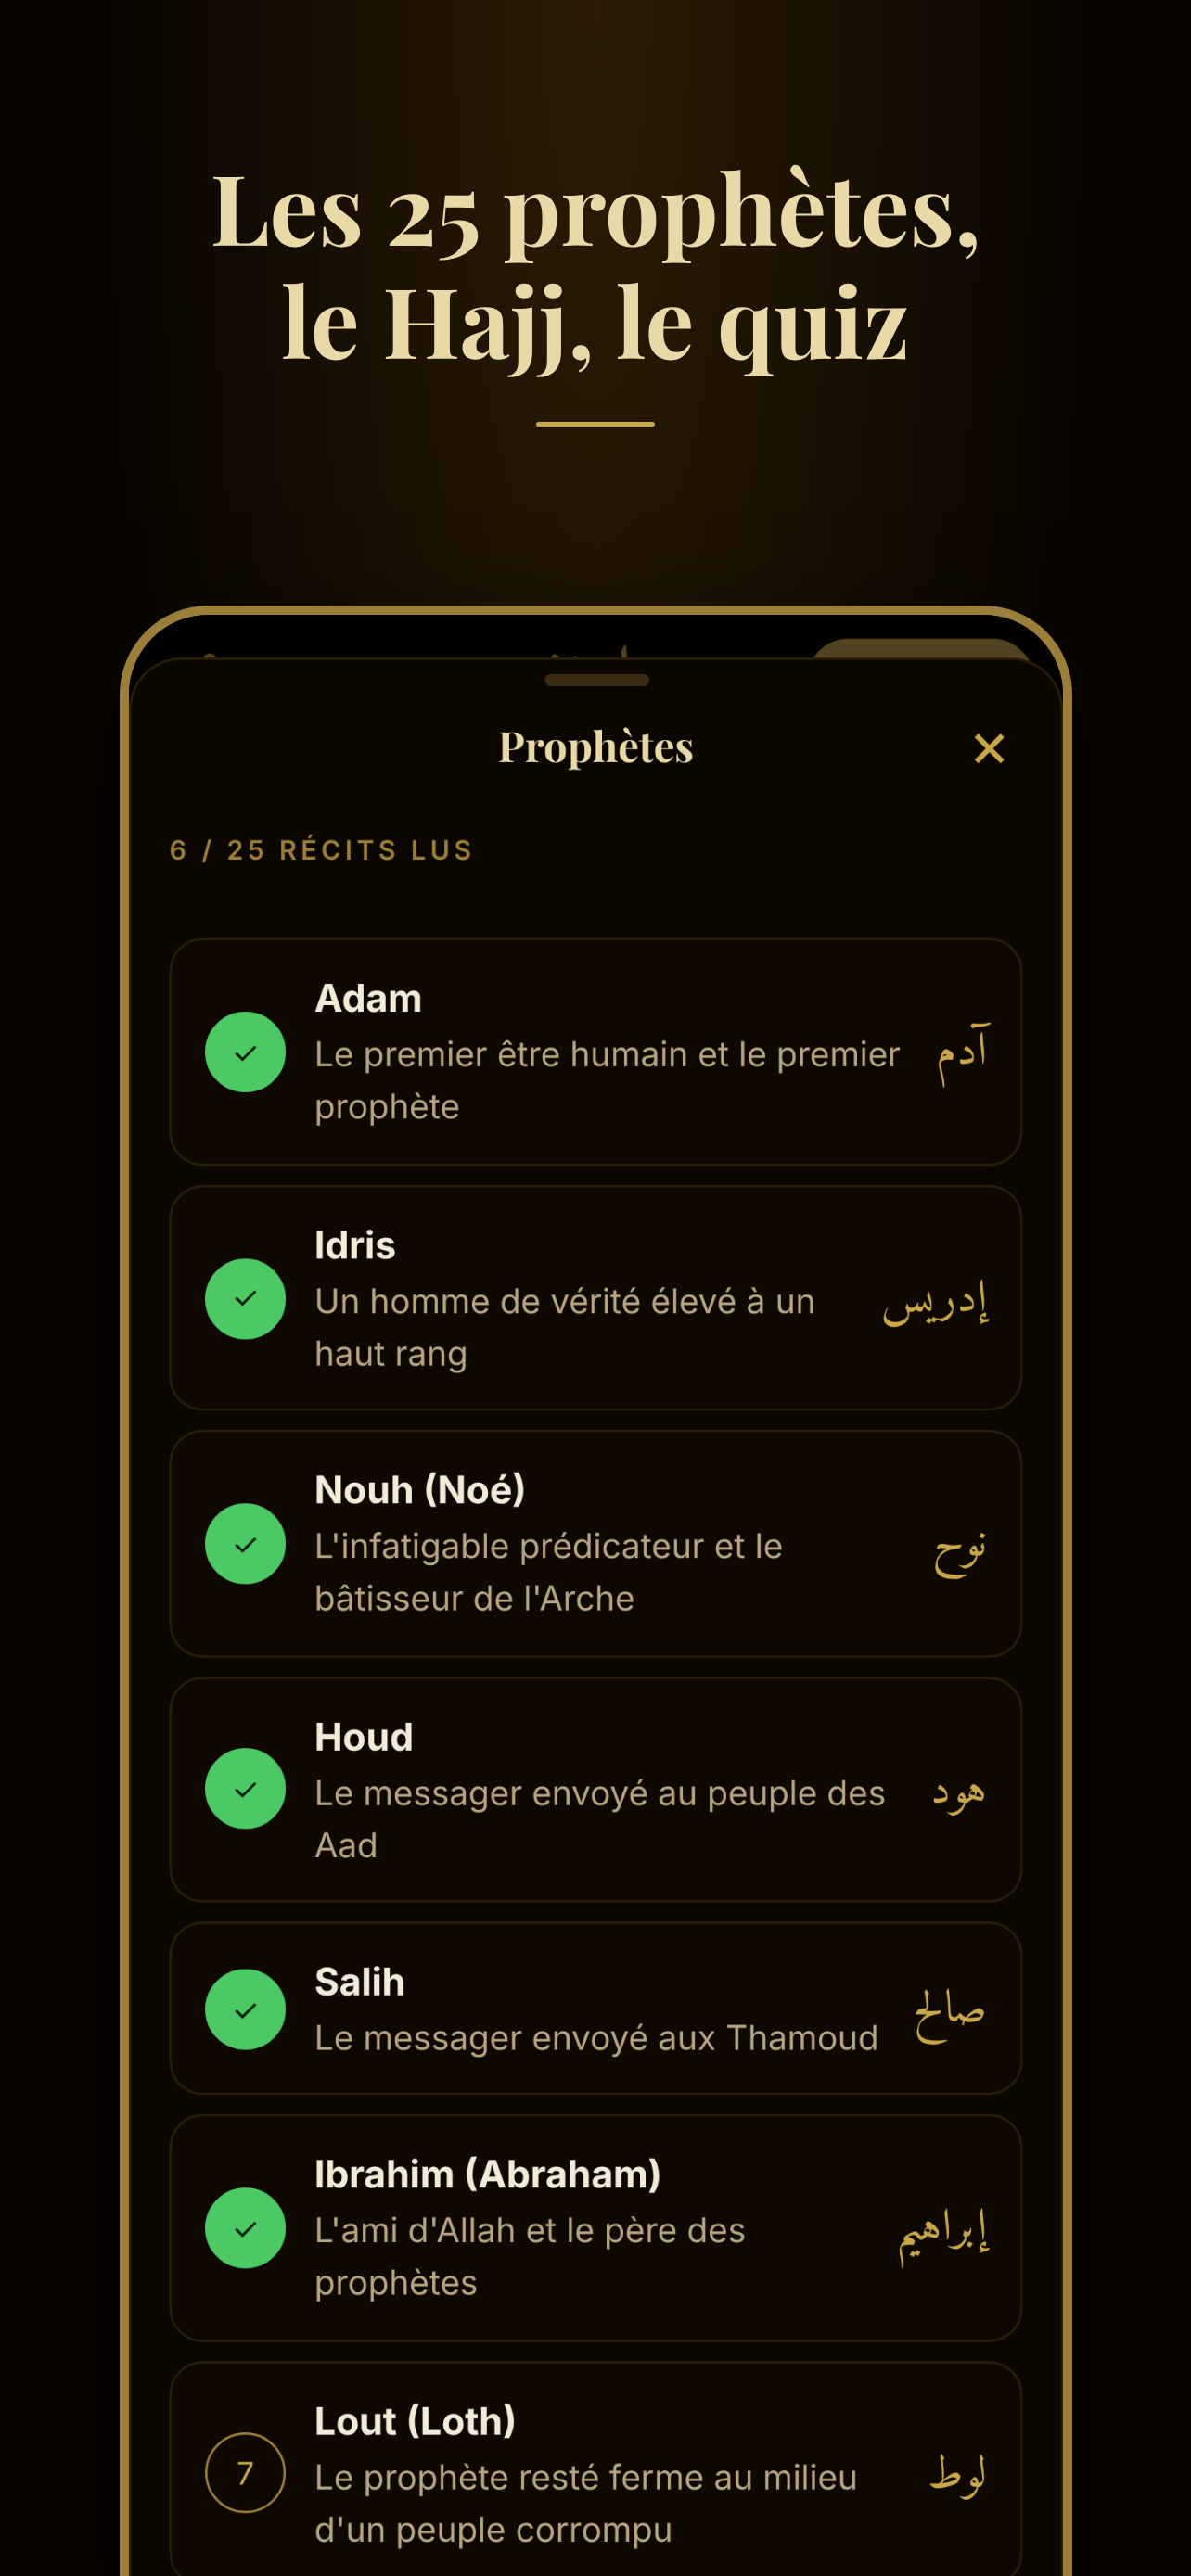 Les 25 prophètes,
le Hajj, le quiz
Prophètes
6 / 25 RÉCITS LUS
Adam
Le premier être humain et le premier
prophète
آدم
Idris
Un homme de vérité élevé à un
haut rang
إدريس
Nouh (Noé)
L'infatigable prédicateur et le
bâtisseur de l'Arche
نوح
Houd
Le messager envoyé au peuple des
Aad
هود
Salih
Le messager envoyé aux Thamoud
صالح
Ibrahim (Abraham)
L'ami d'Allah et le père des
prophètes
إبراهيم
7
Lout (Loth)
Le prophète resté ferme au milieu
d'un peuple corrompu
لوط